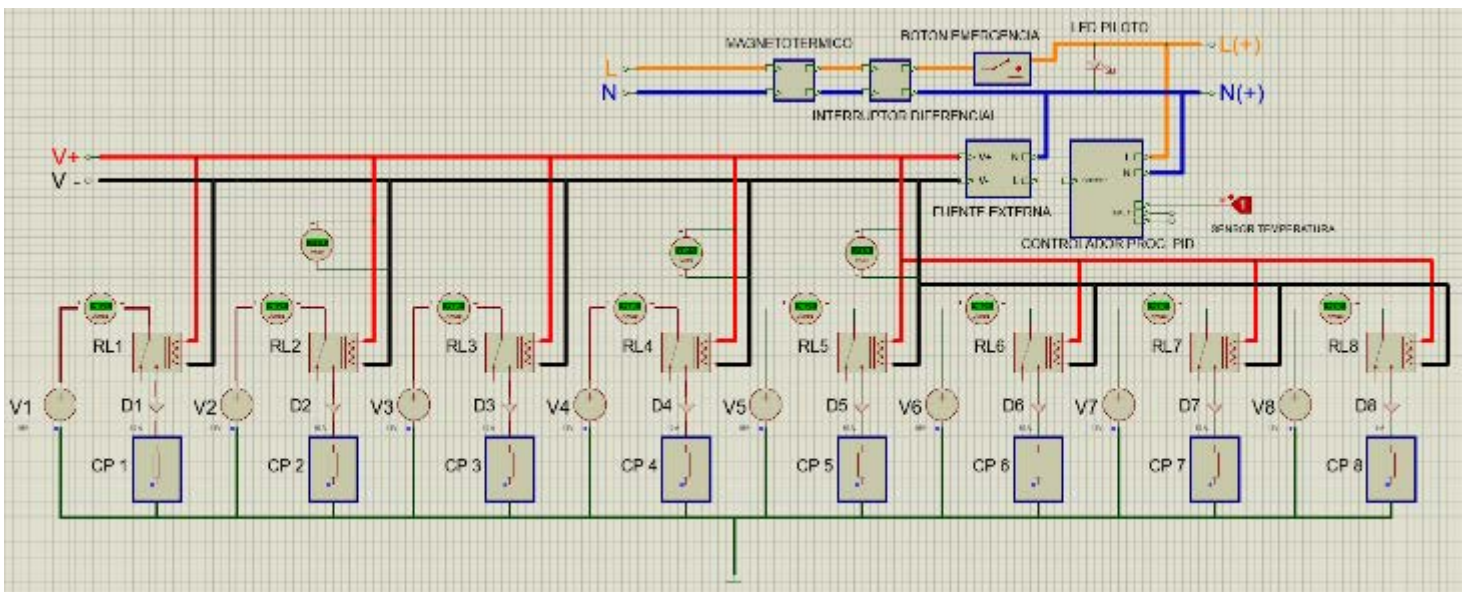 MAGNETOTERMICO
BOTON EMERGENCIA
LED PILOTO
L
L(+)
N
N(+)
INTERRUPTOR DIFERENCIAL
V+
V -
V+
N
V-
L
L
N
FUENTE EXTERNA
CONTROLADOR PROC. PID
SENSOR TEMPERATURA
RL1
RL2
RL3
RL4
RL5
RL6
RL7
RL8
V1
D1
V2
D2
V3
D3
V4
D4
V5
D5
V6
D6
V7
D7
V8
D8
CP 1
CP 2
CP 3
CP 4
CP 5
CP 6
CP 7
CP 8